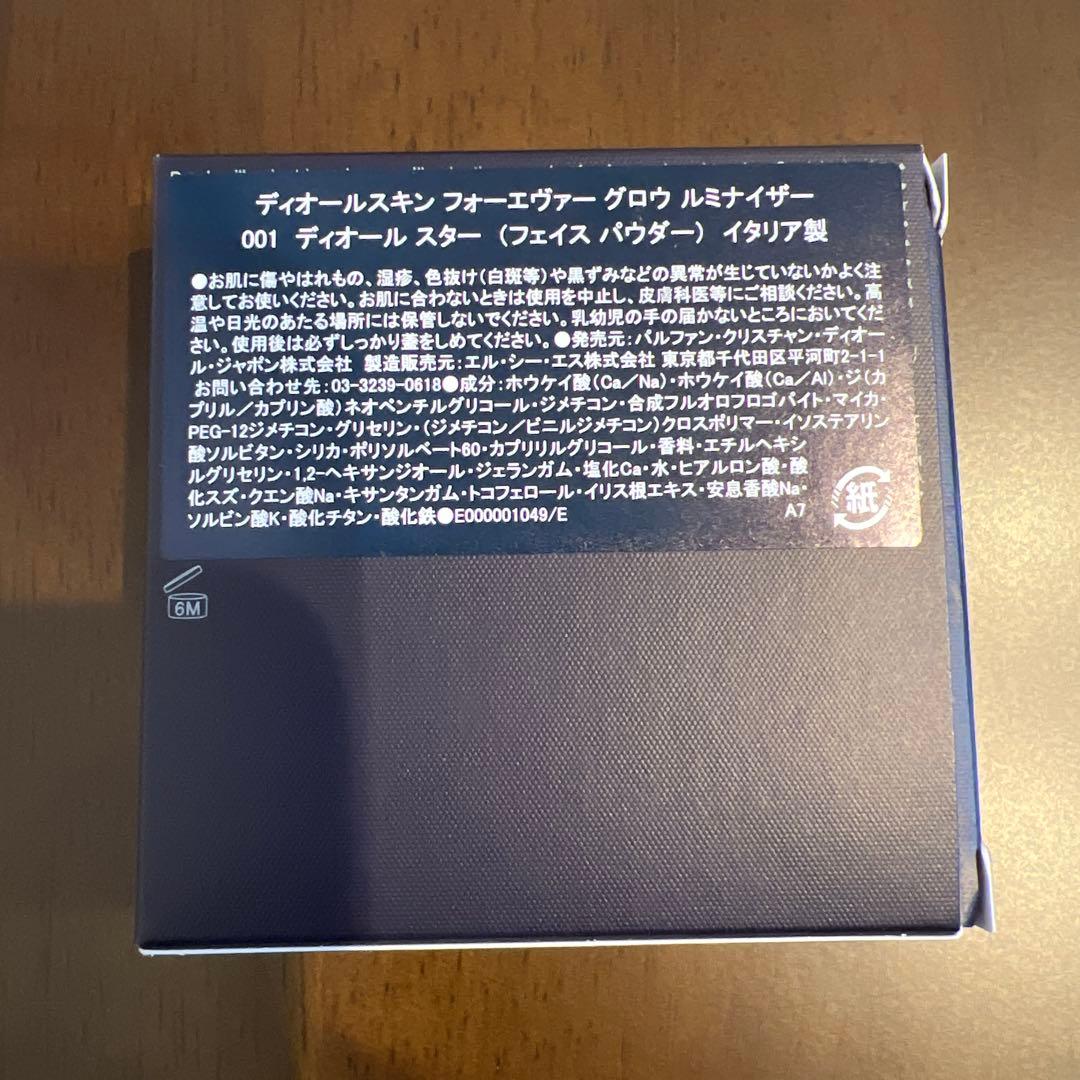 ディオールスキン フォーエヴァー グロウ ルミナイザー
001 ディオール スター （フェイス パウダー） イタリア製
●お肌に傷やはれもの、湿疹、色抜け（白斑等）や黒ずみなどの異常が生じていないかよく注
意してお使いください。お肌に合わないときは使用を中止し、皮膚科医等にご相談ください。高
温や日光のあたる場所には保管しないでください。乳幼児の手の届かないところにおいてくだ
さい。使用後は必ずしっかり蓋をしめてください。●発売元：パルファン・クリスチャン・ディオー
ル・ジャポン株式会社 製造販売元：エル・シー・エス株式会社 東京都千代田区平河町2-1-1
お問い合わせ先：03-3239-0618●成分：ホウケイ酸（Ca／Na）・ホウケイ酸（Ca／Al）・ジ（カ
プリル／カプリン酸）ネオペンチルグリコール・ジメチコン・合成フルオロフロゴパイト・マイカ・
PEG-12ジメチコン・グリセリン・（ジメチコン／ビニルジメチコン）クロスポリマー・イソステアリン
酸ソルビタン・シリカ・ポリソルベート60・カプリリルグリコール・香料・エチルヘキシ
ルグリセリン・1,2-ヘキサンジオール・ジェランガム・塩化Ca・水・ヒアルロン酸・酸
化スズ・クエン酸Na・キサンタンガム・トコフェロール・イリス根エキス・安息香酸Na・
ソルビン酸K・酸化チタン・酸化鉄●E000001049/E A7
紙
6M